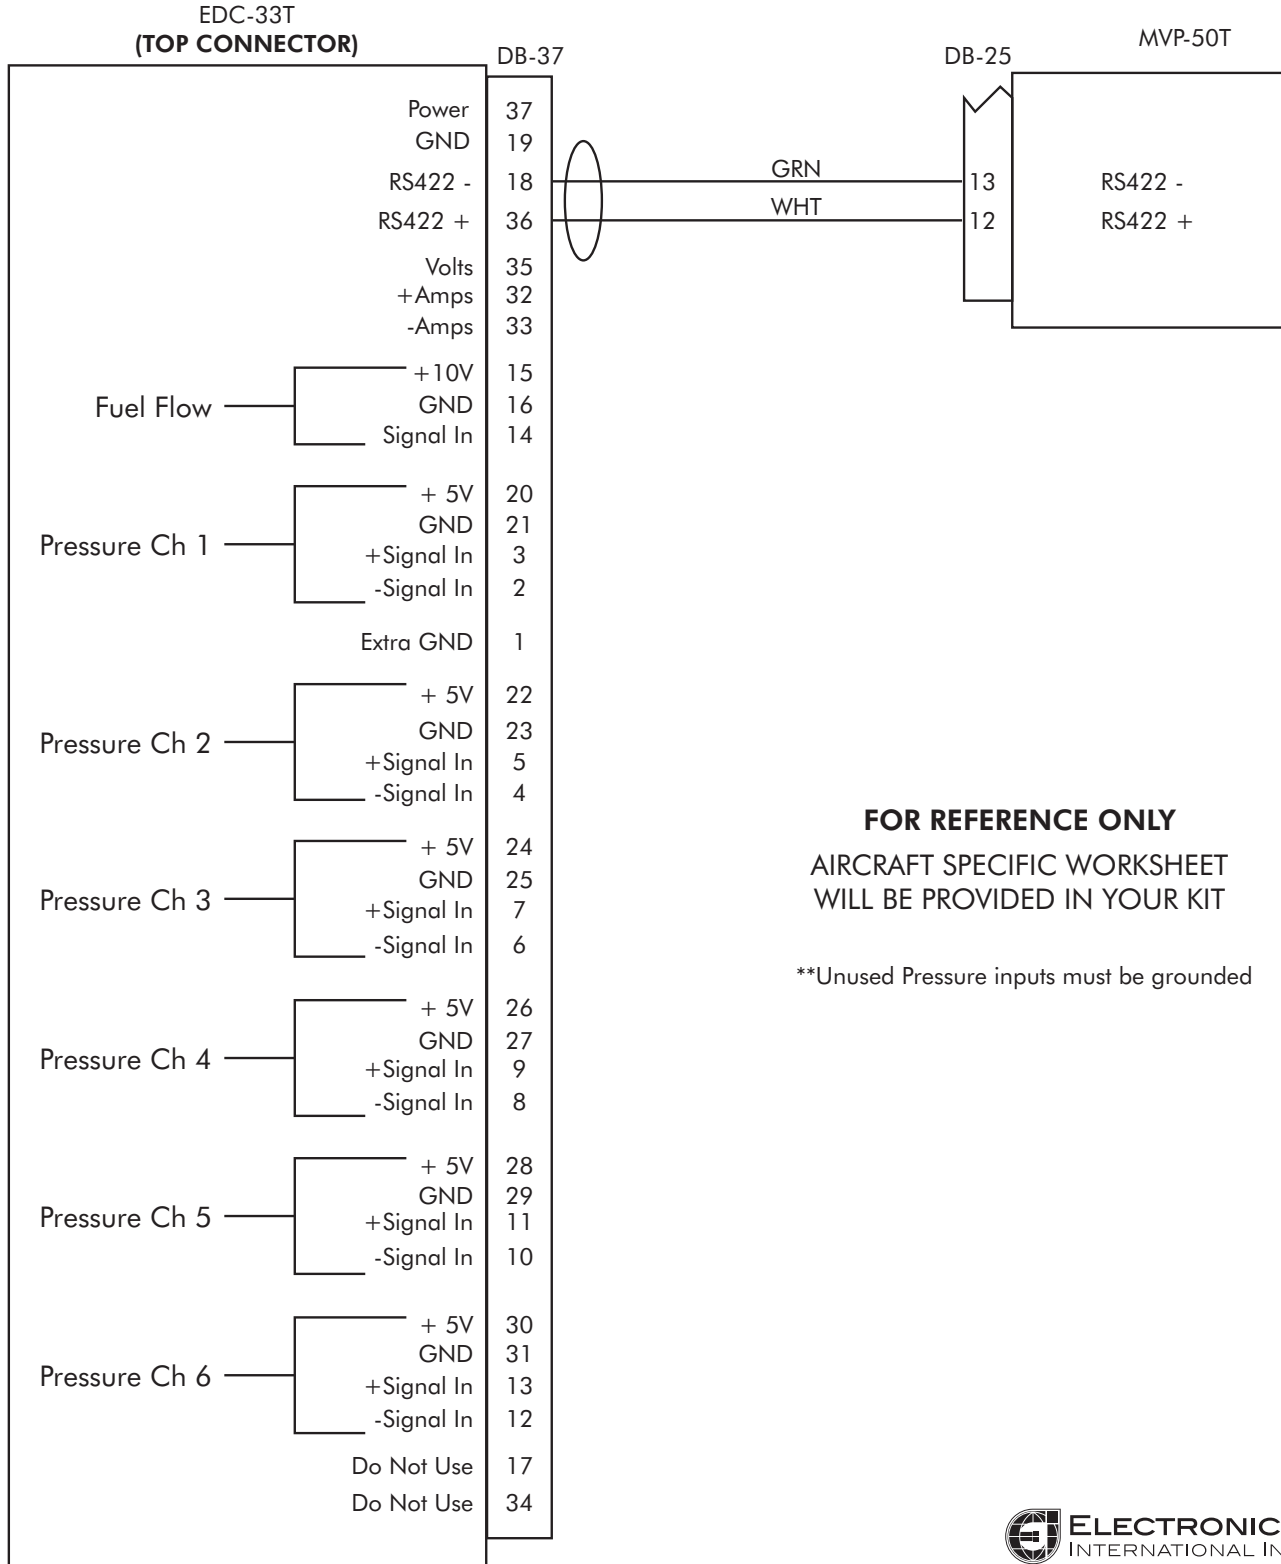 EDC-33T
(TOP CONNECTOR)
DB-37
DB-25
MVP-50T
Power 37
GND 19
RS422 - 18 GRN 13 RS422 -
RS422 + 36 WHT 12 RS422 +
Volts 35
+Amps 32
-Amps 33
+10V 15
Fuel Flow GND 16
Signal In 14
+ 5V 20
GND 21
Pressure Ch 1
+Signal In 3
-Signal In 2
Extra GND 1
+ 5V 22
GND 23
Pressure Ch 2
+Signal In 5
-Signal In 4
+ 5V 24
GND 25
Pressure Ch 3
+Signal In 7
-Signal In 6
+ 5V 26
GND 27
Pressure Ch 4
+Signal In 9
-Signal In 8
+ 5V 28
GND 29
Pressure Ch 5
+Signal In 11
-Signal In 10
+ 5V 30
GND 31
Pressure Ch 6
+Signal In 13
-Signal In 12
Do Not Use 17
Do Not Use 34
FOR REFERENCE ONLY
AIRCRAFT SPECIFIC WORKSHEET
WILL BE PROVIDED IN YOUR KIT
**Unused Pressure inputs must be grounded
ELECTRONIC
INTERNATIONAL IN